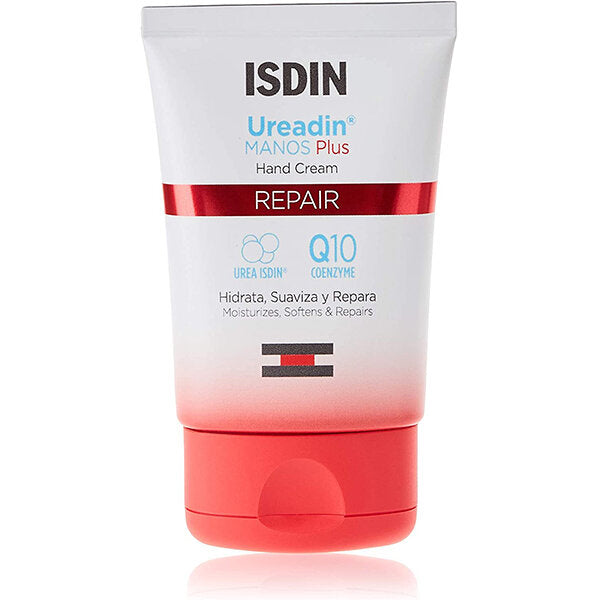 ISDIN
Ureadin®
MANOS Plus
Hand Cream
REPAIR
UREA ISDIN®
Q10
COENZYME
Hidrata, Suaviza y Repara
Moisturizes, Softens & Repairs